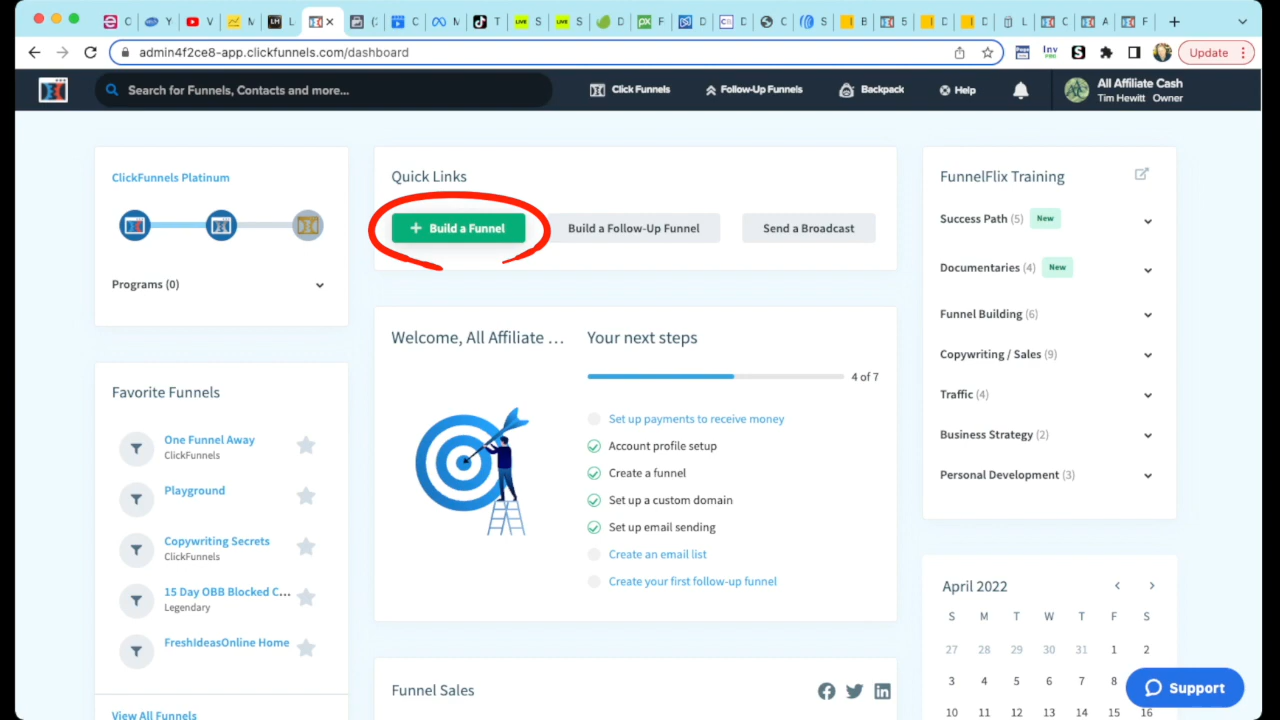 admin4f2ce8-app.clickfunnels.com/dashboard
Update
Search for Funnels, Contacts and more...
Click Funnels
Follow-Up Funnels
Backpack
Help
All Affiliate Cash
Tim Hewitt Owner
ClickFunnels Platinum
Programs (0)
Favorite Funnels
One Funnel Away
ClickFunnels
Playground
Copywriting Secrets
ClickFunnels
15 Day OBB Blocked C...
Legendary
FreshIdeasOnline Home
View All Funnels
Quick Links
+ Build a Funnel
Build a Follow-Up Funnel
Send a Broadcast
Welcome, All Affiliate ...
Your next steps
4 of 7
Set up payments to receive money
Account profile setup
Create a funnel
Set up a custom domain
Set up email sending
Create an email list
Create your first follow-up funnel
Funnel Sales
FunnelFlix Training
Success Path (5) New
Documentaries (4) New
Funnel Building (6)
Copywriting / Sales (9)
Traffic (4)
Business Strategy (2)
Personal Development (3)
April 2022
S M T W T F S
27 28 29 30 31 1 2
3 4 5 6 7 8
10 11 12 13 14 15 16
Support